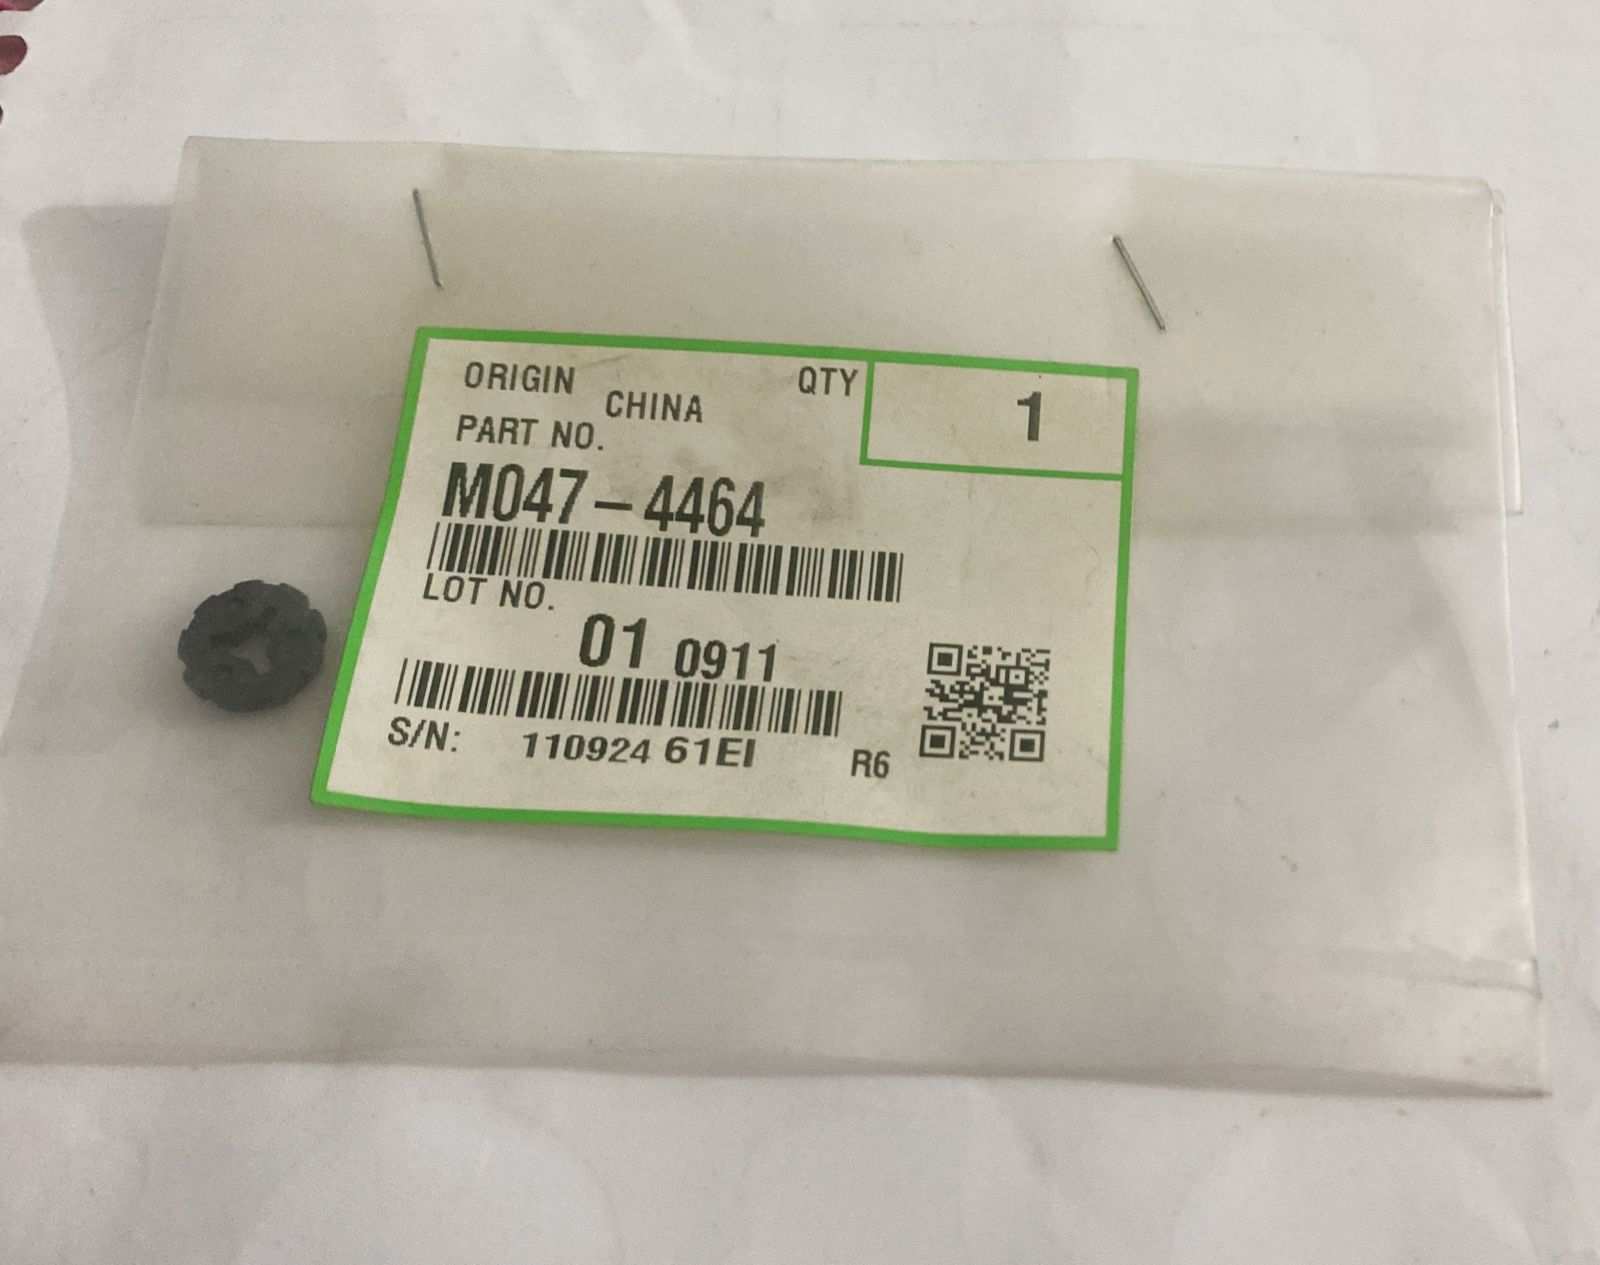 ORIGIN CHINA QTY 1
PART NO.
M047-4464
LOT NO.
01 0911
S/N: 110924 61EI R6